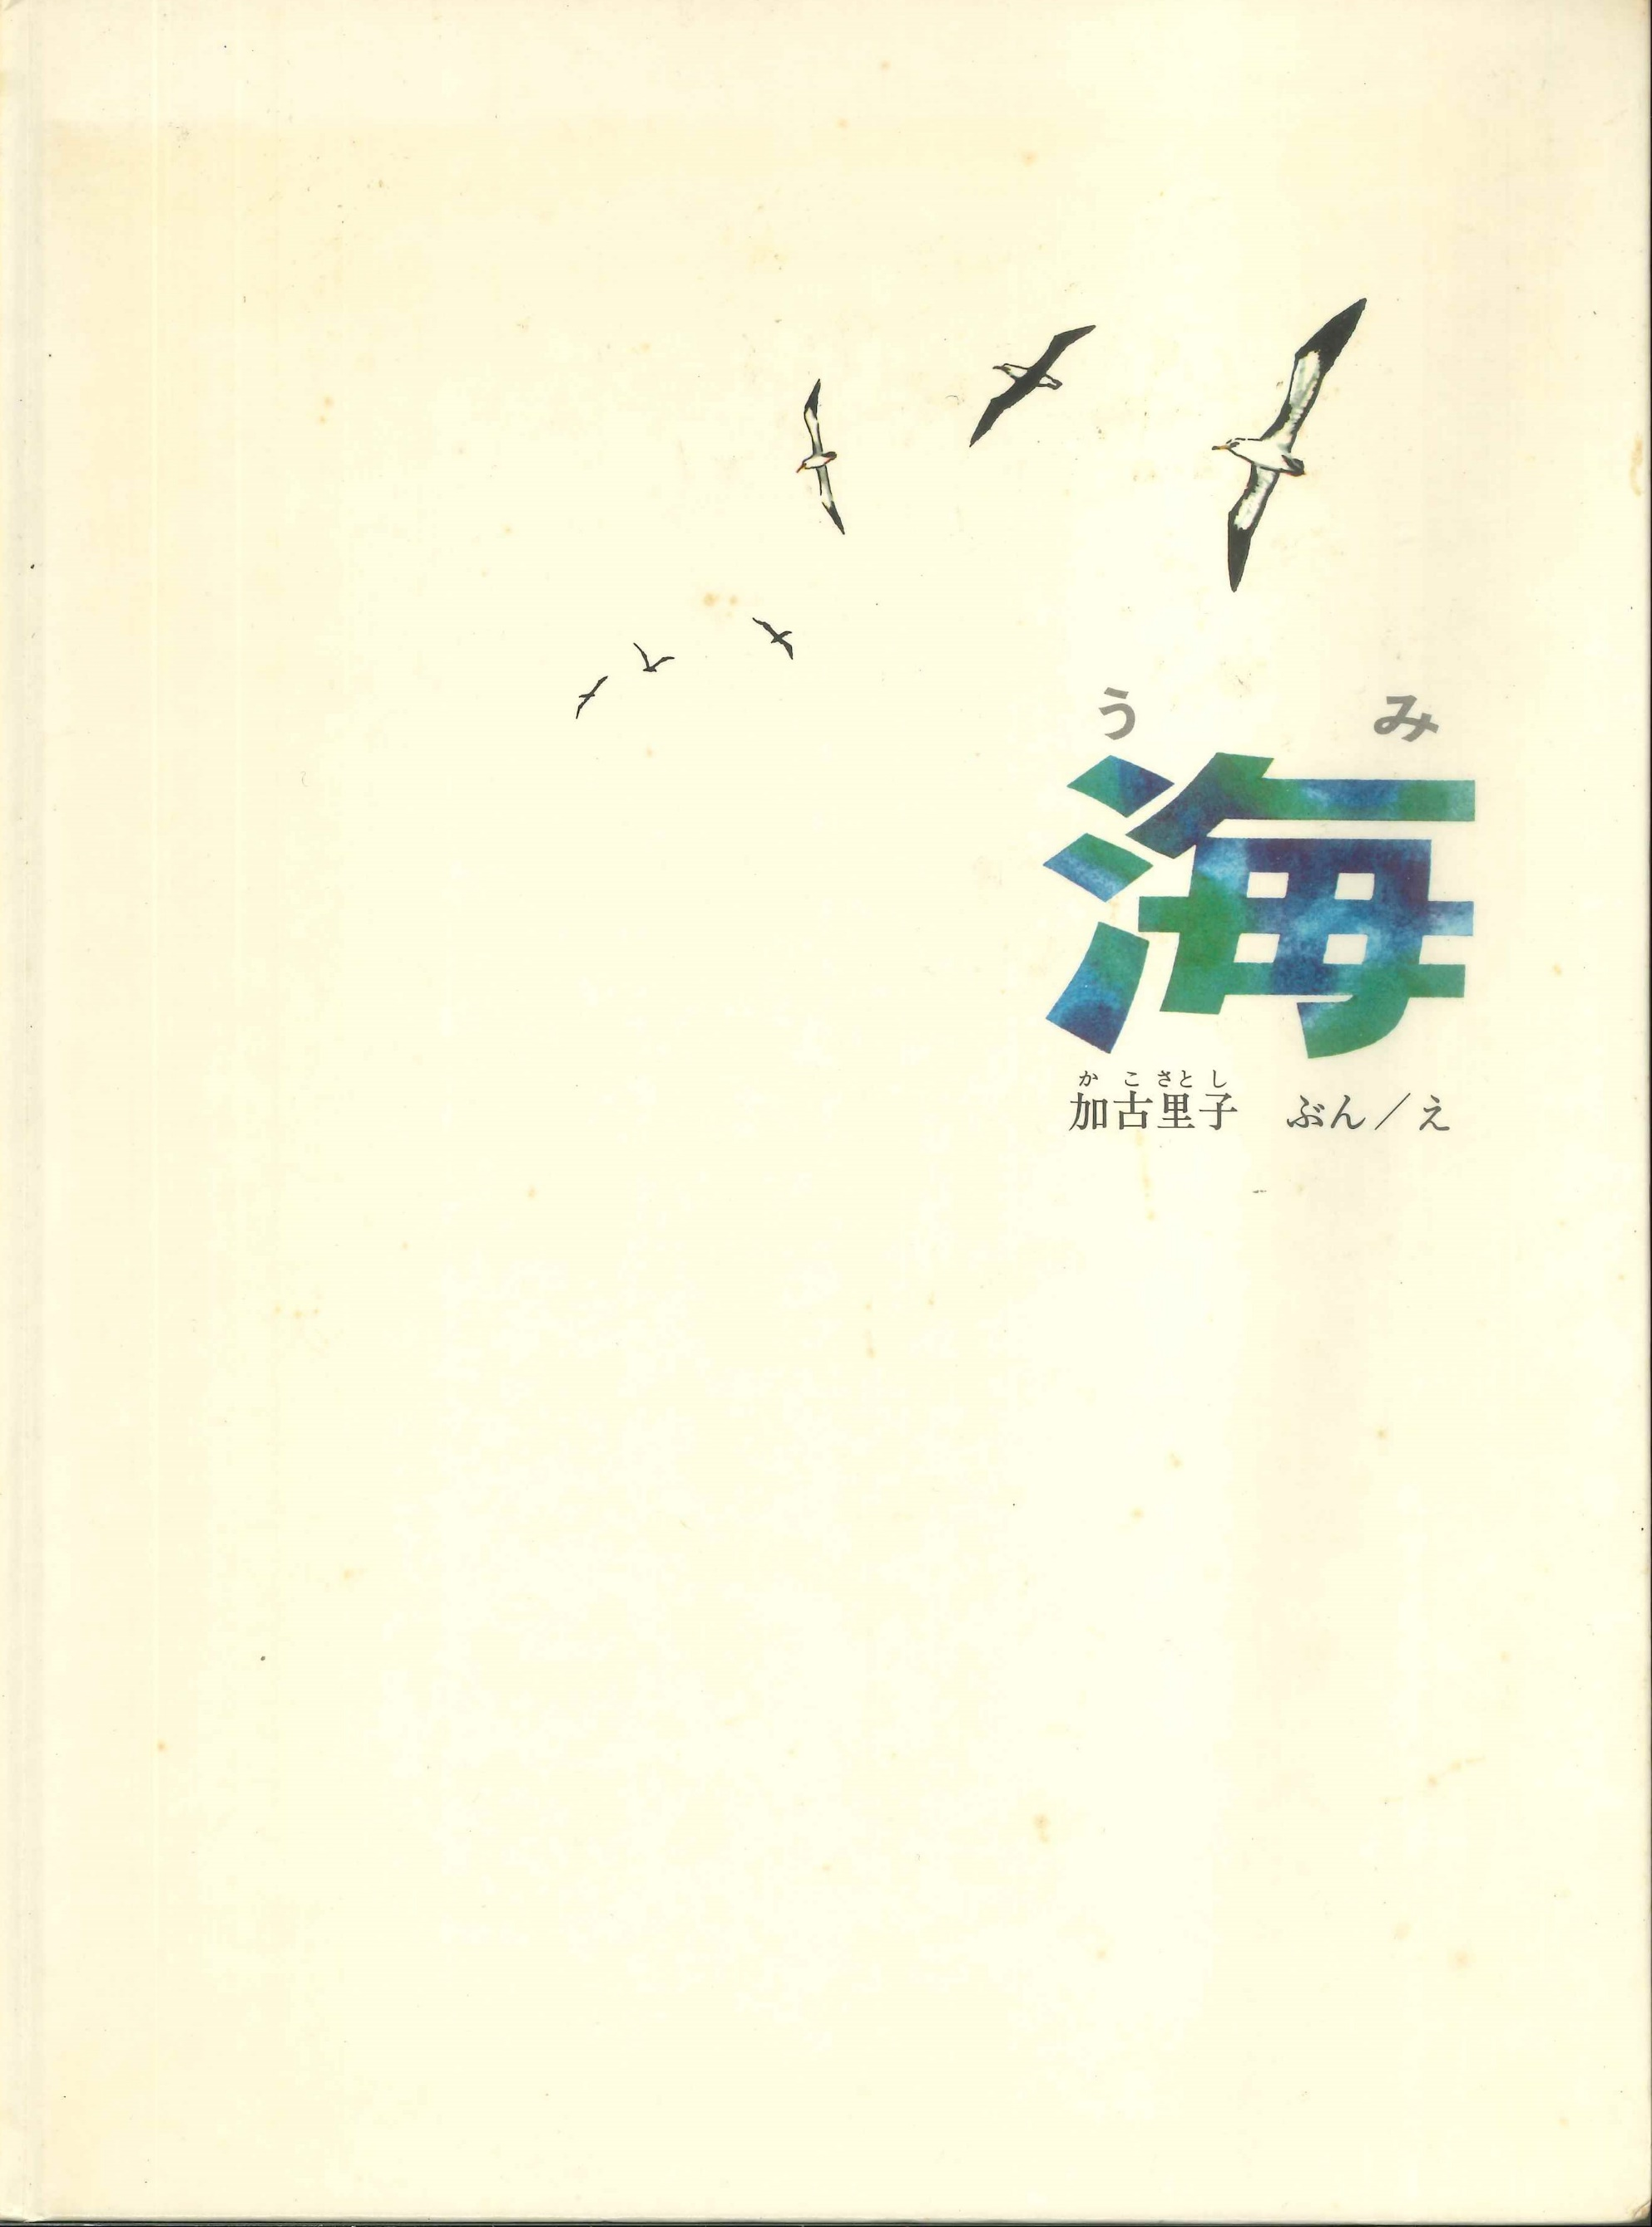 うみ
海
かこさとし
加古里子 ぶん／え